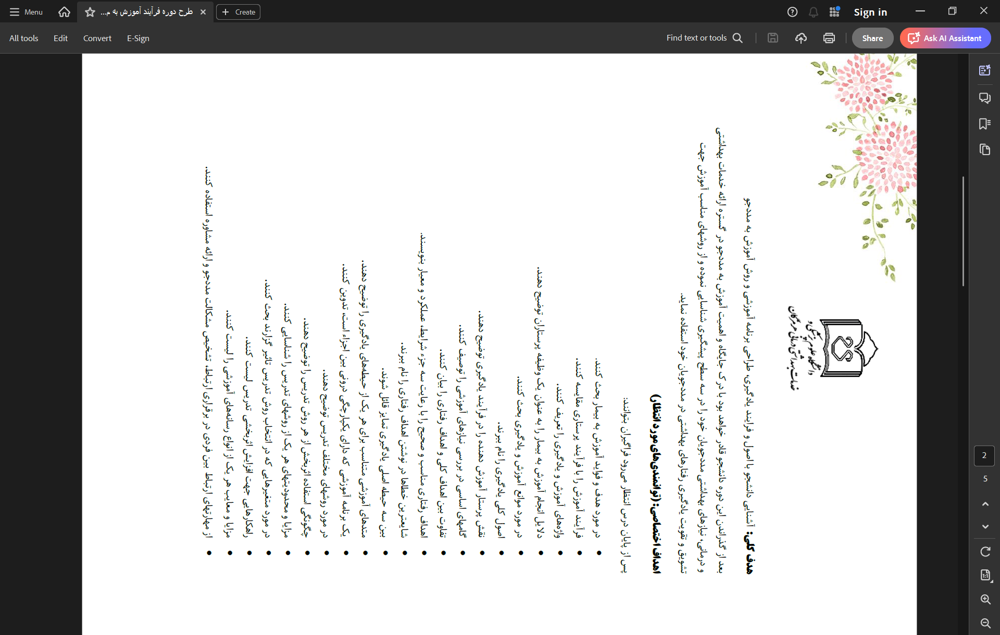 Menu
طرح دوره فرآیند آموزش به م...
Create
Sign in
All tools
Edit
Convert
E-Sign
Find text or tools
Share
Ask AI Assistant
دانشگاه علوم پزشکی و
خدمات بهداشتی درمانی هرمزگان
هدف کلی: آشنایی دانشجو با اصول و فرایند یادگیری، طراحی برنامه آموزشی و روش آموزش به مددجو
بعد از گذراندن این دوره دانشجو قادر خواهد بود با درک جایگاه و اهمیت آموزش به مددجو در گستره ارائه خدمات بهداشتی
و درمانی، نیازهای بهداشتی مددجویان خود را در سه سطح پیشگیری شناسایی نموده و از روشهای مناسب آموزش جهت
تشویق و تقویت یادگیری رفتارهای بهداشتی در مددجویان خود استفاده نماید.
اهداف اختصاصی: (توانمندی‌های مورد انتظار)
پس از پایان درس انتظار می‌رود فراگیران بتوانند:
• در مورد هدف و فواید آموزش به بیمار بحث کنند.
• فرآیند آموزش را با فرآیند پرستاری مقایسه کنند.
• واژه‌های آموزش و یادگیری را تعریف کنند.
• دلایل انجام آموزش به بیمار را به عنوان یک وظیفه پرستاران توضیح دهند.
• در مورد موانع آموزش و یادگیری بحث کنند.
• اصول کلی یادگیری را نام ببرند.
• نقش پرستار آموزش دهنده را در فرآیند یادگیری توضیح دهند.
• گامهای اساسی در بررسی نیازهای آموزشی را توصیف کنند.
• تفاوت بین اهداف کلی و اهداف رفتاری را بیان کنند.
• اهداف رفتاری مناسب و صحیح را با رعایت سه جزء شرایط، عملکرد و معیار بنویسند.
• شایعترین خطاها در نوشتن اهداف رفتاری را نام ببرند.
• بین سه حیطه اصلی یادگیری تمایز قائل شوند.
• متدهای آموزشی متناسب برای هر یک از حیطه‌های یادگیری را توضیح دهند.
• یک برنامه آموزشی که دارای یکپارچگی درونی بین اجزاء است، تدوین کنند.
• در مورد روشهای مختلف تدریس توضیح دهند.
• چگونگی استفاده اثربخش از هر روش تدریس را توضیح دهند.
• مزایا و محدودیتهای هر یک از روشهای تدریس را شناسایی کنند.
• در مورد متغیرهایی که در انتخاب روش تدریس تاثیر گزارند بحث کنند.
• راهکارهایی جهت افزایش اثربخشی تدریس لیست کنند.
• مزایا و معایب هر یک از انواع رسانه‌های آموزشی را لیست کنند.
• از مهارتهای ارتباط بین فردی در برقراری ارتباط، تشخیص مشکالت مددجو و ارائه مشاوره استفاده کنند.
2
5
1:1